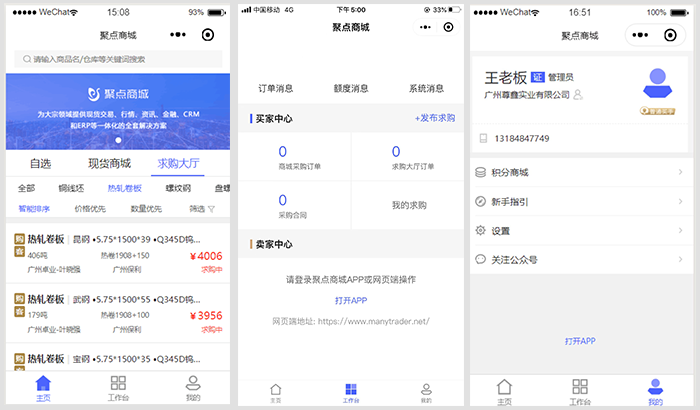 WeChat
15:08
93%
聚点商城
请输入商品名/仓库等关键词搜索
聚点商城
为大宗领域提供现货交易、行情、资讯、金融、CRM
和ERP等一体化的全套解决方案
自选
现货商城
求购大厅
全部
铜线坯
热轧卷板
螺纹钢
盘螺
智能排序
价格优先
数量优先
筛选
购
客
热轧卷板
昆钢 •5.75*1500*39 •Q345D钨...
406吨
热卷1908+150
¥4006
广州卓业-叶晓强
广州保利
求购中
购
客
热轧卷板
武钢 •5.75*1500*55 •Q345D钨...
179吨
热卷1908+100
¥3956
广州卓业-叶晓强
广州保利
求购中
购
热轧卷板
宝钢 •5.75*1500*35 •Q345D钨...
主页
工作台
我的
中国移动 4G
下午5:00
33%
聚点商城
订单消息
额度消息
系统消息
买家中心
+发布求购
0
商城采购订单
0
求购大厅订单
0
采购合同
我的求购
卖家中心
请登录聚点商城APP或网页端操作
打开APP
网页端地址: https://www.manytrader.net/
主页
工作台
我的
WeChat
16:51
100%
聚点商城
王老板
证
管理员
广州尊鑫实业有限公司
13184847749
积分商城
新手指引
设置
关注公众号
打开APP
主页
工作台
我的